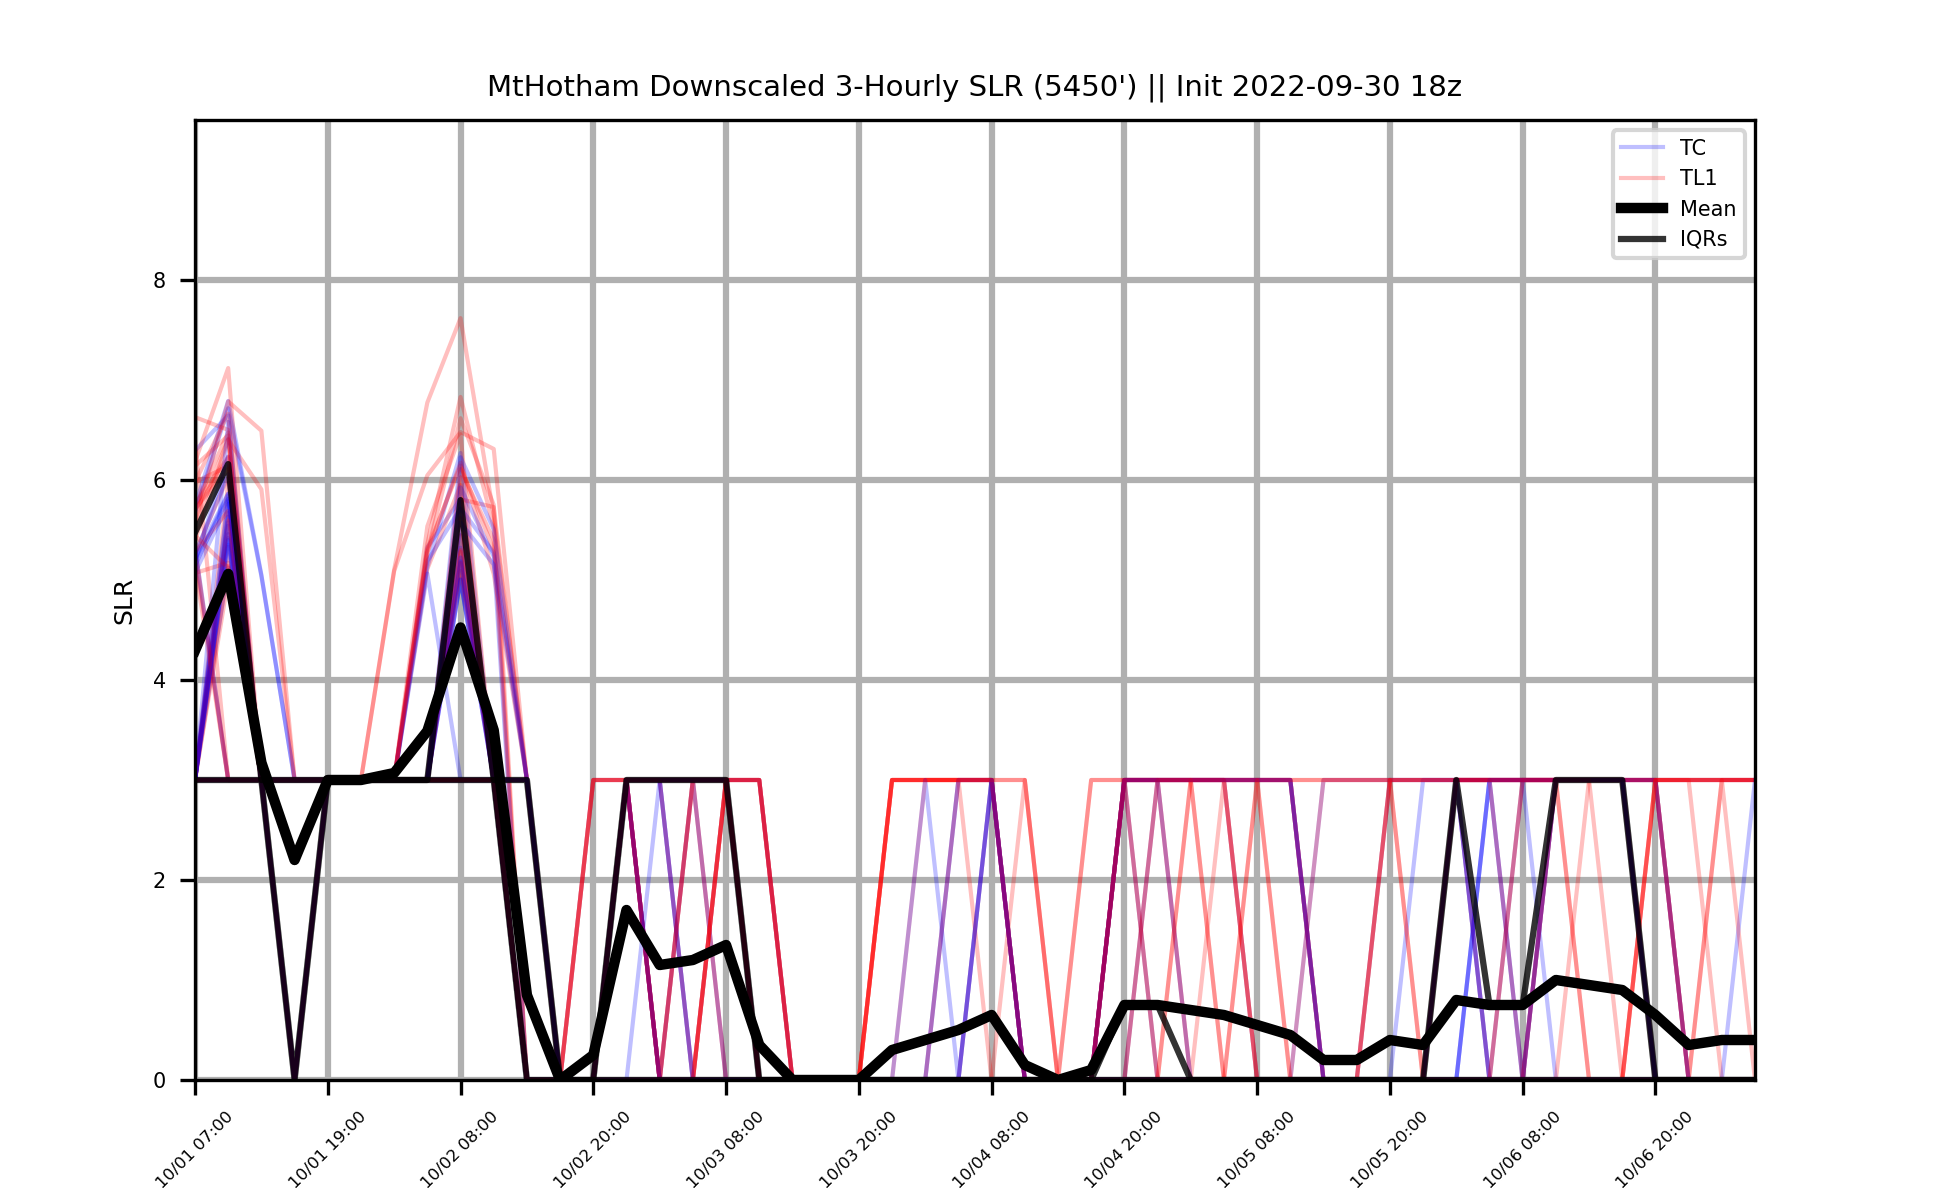 MtHotham Downscaled 3-Hourly SLR (5450') || Init 2022-09-30 18z
TC
TL1
Mean
IQRs
SLR
8
6
4
2
0
10/01 07:00
10/01 19:00
10/02 08:00
10/02 20:00
10/03 08:00
10/03 20:00
10/04 08:00
10/04 20:00
10/05 08:00
10/05 20:00
10/06 08:00
10/06 20:00